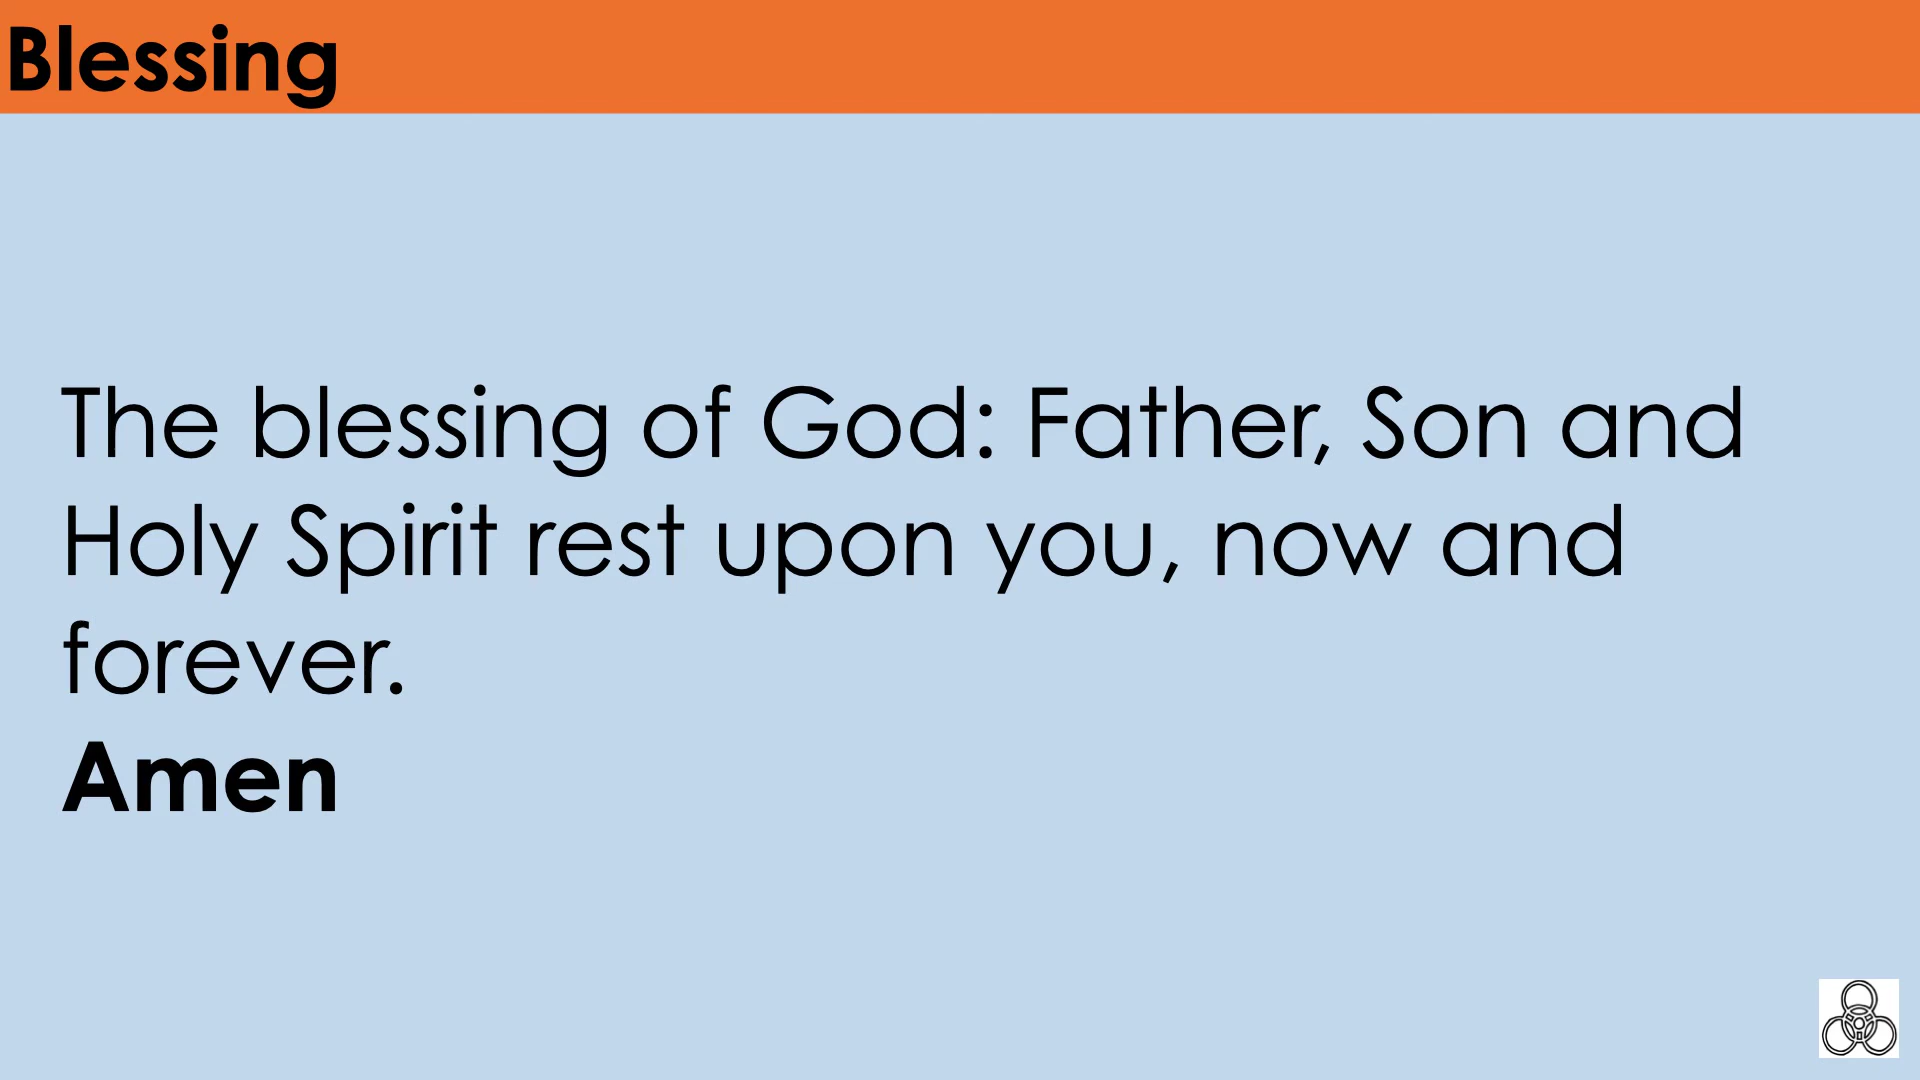 Blessing
The blessing of God: Father, Son and
Holy Spirit rest upon you, now and
forever.
Amen